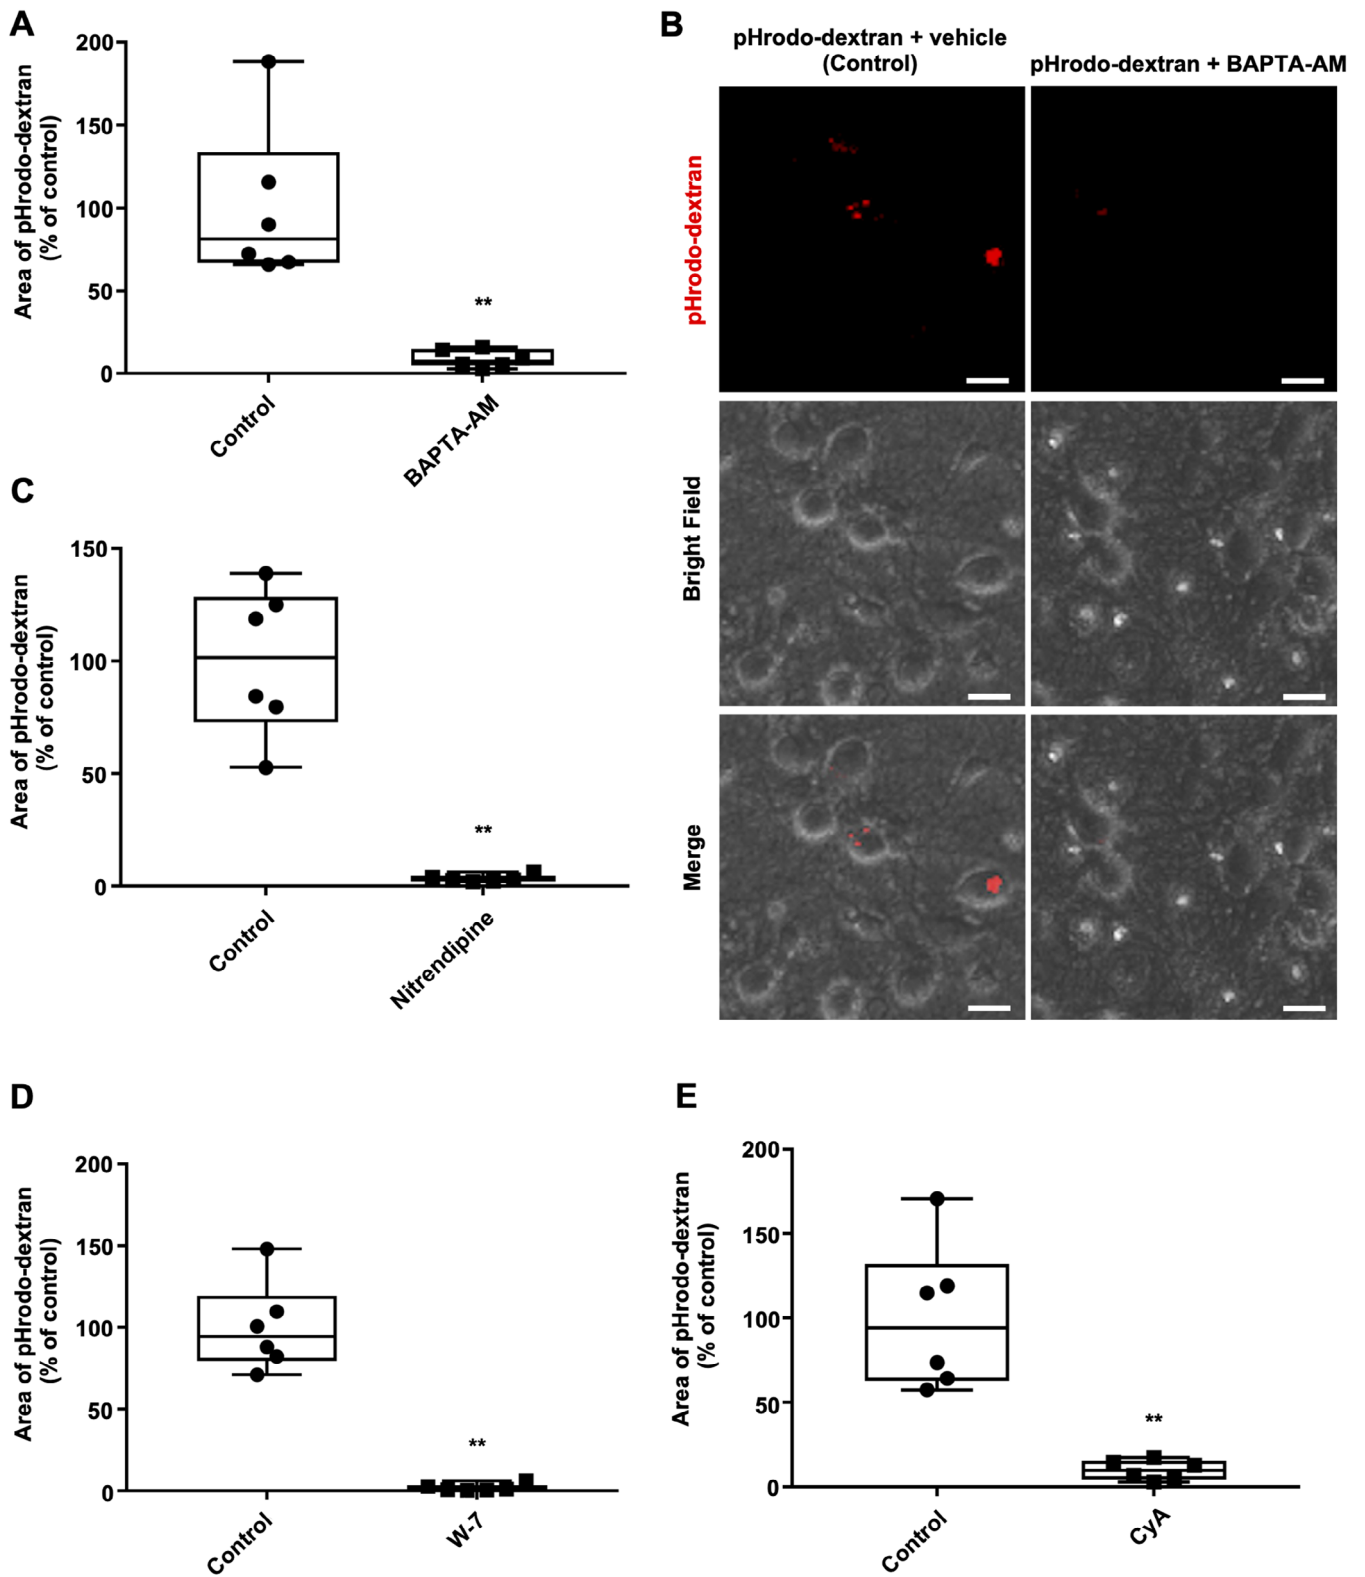 A
Area of pHrodo-dextran
(% of control)
200
150
100
50
0
**
Control
BAPTA-AM
B
pHrodo-dextran + vehicle
(Control)
pHrodo-dextran + BAPTA-AM
pHrodo-dextran
Bright Field
Merge
C
Area of pHrodo-dextran
(% of control)
150
100
50
0
**
Control
Nitrendipine
D
Area of pHrodo-dextran
(% of control)
200
150
100
50
0
**
Control
W-7
E
Area of pHrodo-dextran
(% of control)
200
150
100
50
0
**
Control
CyA